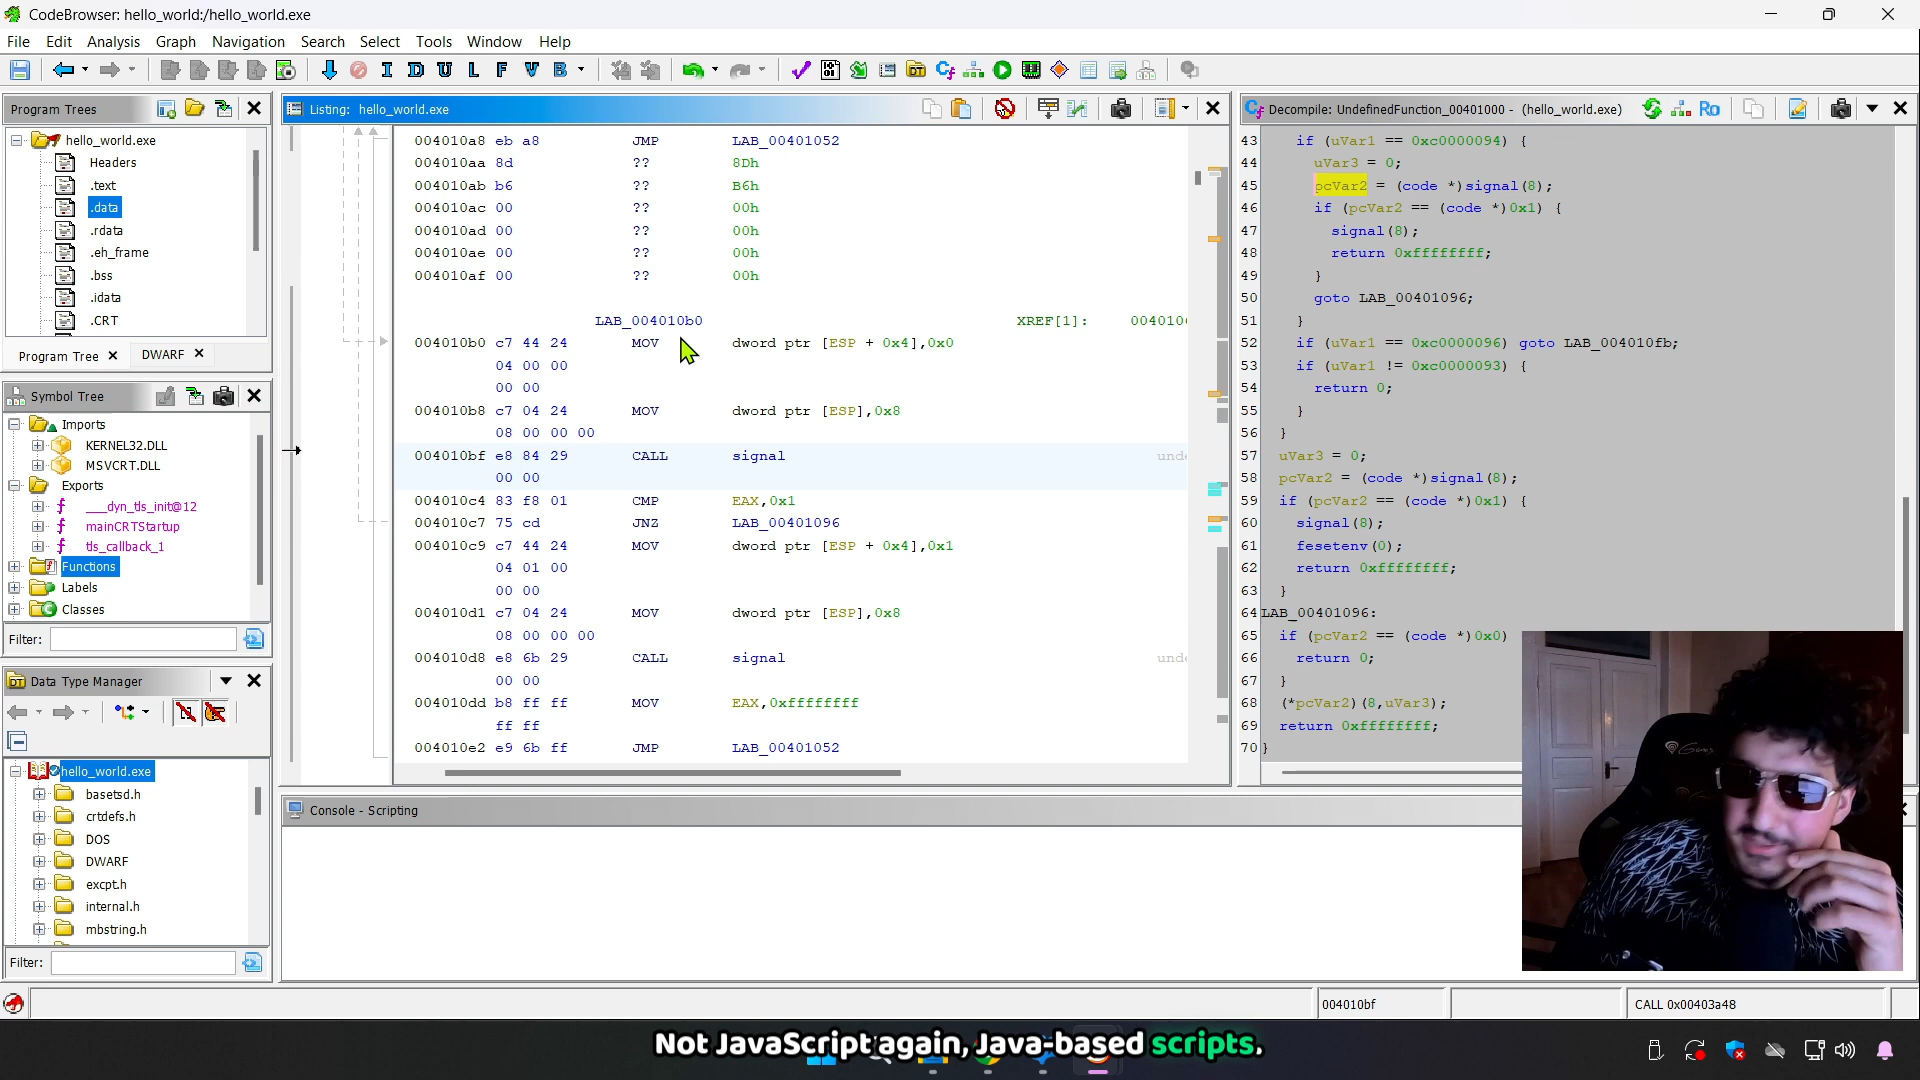 CodeBrowser: hello_world:/hello_world.exe
File Edit Analysis Graph Navigation Search Select Tools Window Help
I D U L F V B
Program Trees
hello_world.exe
Headers
.text
.data
.rdata
.eh_frame
.bss
.idata
.CRT
Program Tree
DWARF
Symbol Tree
Imports
KERNEL32.DLL
MSVCRT.DLL
Exports
___dyn_tls_init@12
mainCRTStartup
tls_callback_1
Functions
Labels
Classes
Filter:
Data Type Manager
hello_world.exe
basetsd.h
crtdefs.h
DOS
DWARF
excpt.h
internal.h
mbstring.h
Filter:
Listing: hello_world.exe
004010a8 eb a8 JMP LAB_00401052
004010aa 8d ?? 8Dh
004010ab b6 ?? B6h
004010ac 00 ?? 00h
004010ad 00 ?? 00h
004010ae 00 ?? 00h
004010af 00 ?? 00h
LAB_004010b0 XREF[1]:
004010b0 c7 44 24 MOV dword ptr [ESP + 0x4],0x0
04 00 00
00 00
004010b8 c7 04 24 MOV dword ptr [ESP],0x8
08 00 00 00
004010bf e8 84 29 CALL signal
00 00
004010c4 83 f8 01 CMP EAX,0x1
004010c7 75 cd JNZ LAB_00401096
004010c9 c7 44 24 MOV dword ptr [ESP + 0x4],0x1
04 01 00
00 00
004010d1 c7 04 24 MOV dword ptr [ESP],0x8
08 00 00 00
004010d8 e8 6b 29 CALL signal
00 00
004010dd b8 ff ff MOV EAX,0xffffffff
ff ff
004010e2 e9 6b ff JMP LAB_00401052
Decompile: UndefinedFunction_00401000 - (hello_world.exe)
Ro
43 if (uVar1 == 0xc0000094) {
44 uVar3 = 0;
45 pcVar2 = (code *)signal(8);
46 if (pcVar2 == (code *)0x1) {
47 signal(8);
48 return 0xffffffff;
49 }
50 goto LAB_00401096;
51 }
52 if (uVar1 == 0xc0000096) goto LAB_004010fb;
53 if (uVar1 != 0xc0000093) {
54 return 0;
55 }
56 }
57 uVar3 = 0;
58 pcVar2 = (code *)signal(8);
59 if (pcVar2 == (code *)0x1) {
60 signal(8);
61 fesetenv(0);
62 return 0xffffffff;
63 }
64 LAB_00401096:
65 if (pcVar2 == (code *)0x0)
66 return 0;
67 }
68 (*pcVar2)(8,uVar3);
69 return 0xffffffff;
70 }
Console - Scripting
004010bf
CALL 0x00403a48
Not JavaScript again, Java-based scripts.